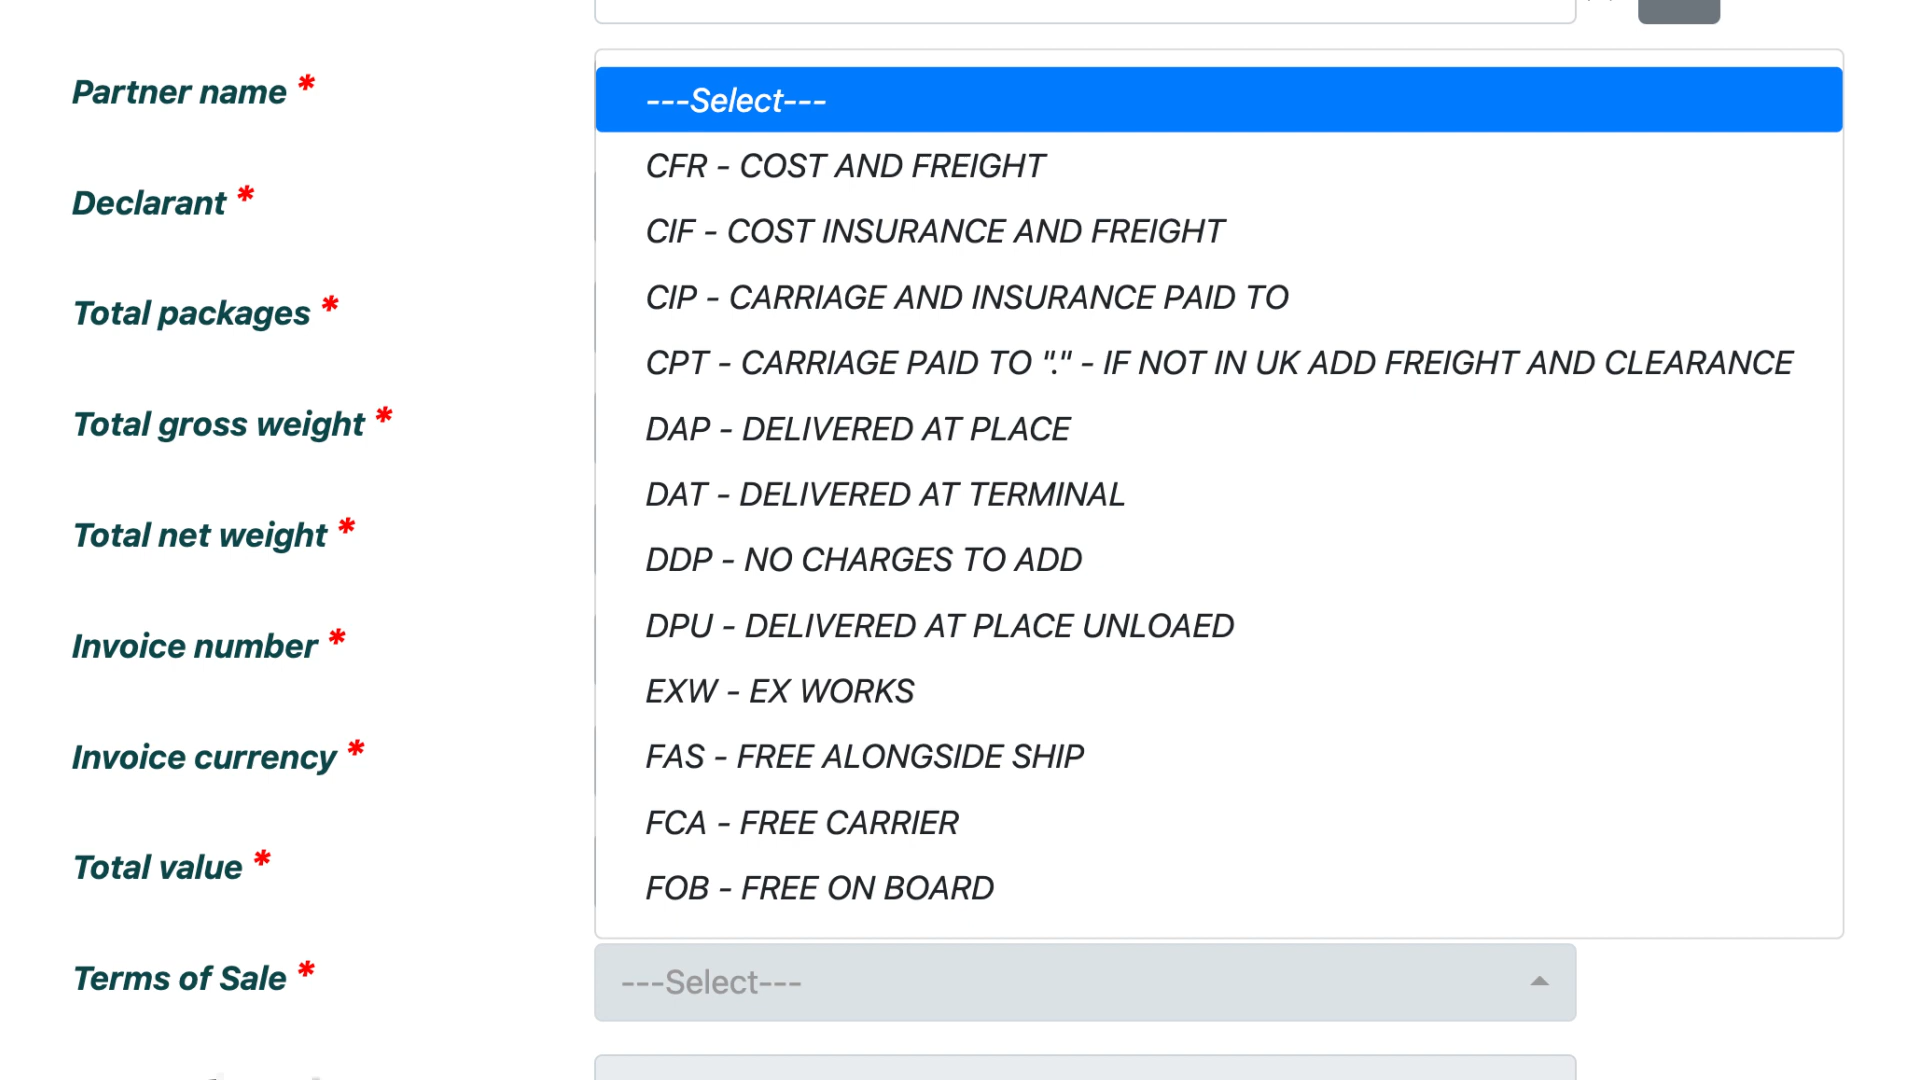 Partner name *
---Select---
CFR - COST AND FREIGHT
Declarant *
CIF - COST INSURANCE AND FREIGHT
CIP - CARRIAGE AND INSURANCE PAID TO
Total packages *
CPT - CARRIAGE PAID TO "." - IF NOT IN UK ADD FREIGHT AND CLEARANCE
Total gross weight *
DAP - DELIVERED AT PLACE
DAT - DELIVERED AT TERMINAL
Total net weight *
DDP - NO CHARGES TO ADD
DPU - DELIVERED AT PLACE UNLOAED
Invoice number *
EXW - EX WORKS
Invoice currency *
FAS - FREE ALONGSIDE SHIP
FCA - FREE CARRIER
Total value *
FOB - FREE ON BOARD
Terms of Sale *
---Select---